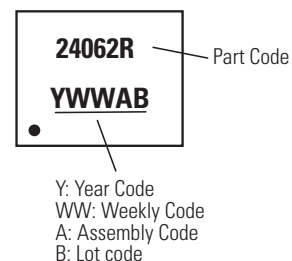 24062R
Part Code
YWWAB
Y: Year Code
WW: Weekly Code
A: Assembly Code
B: Lot code